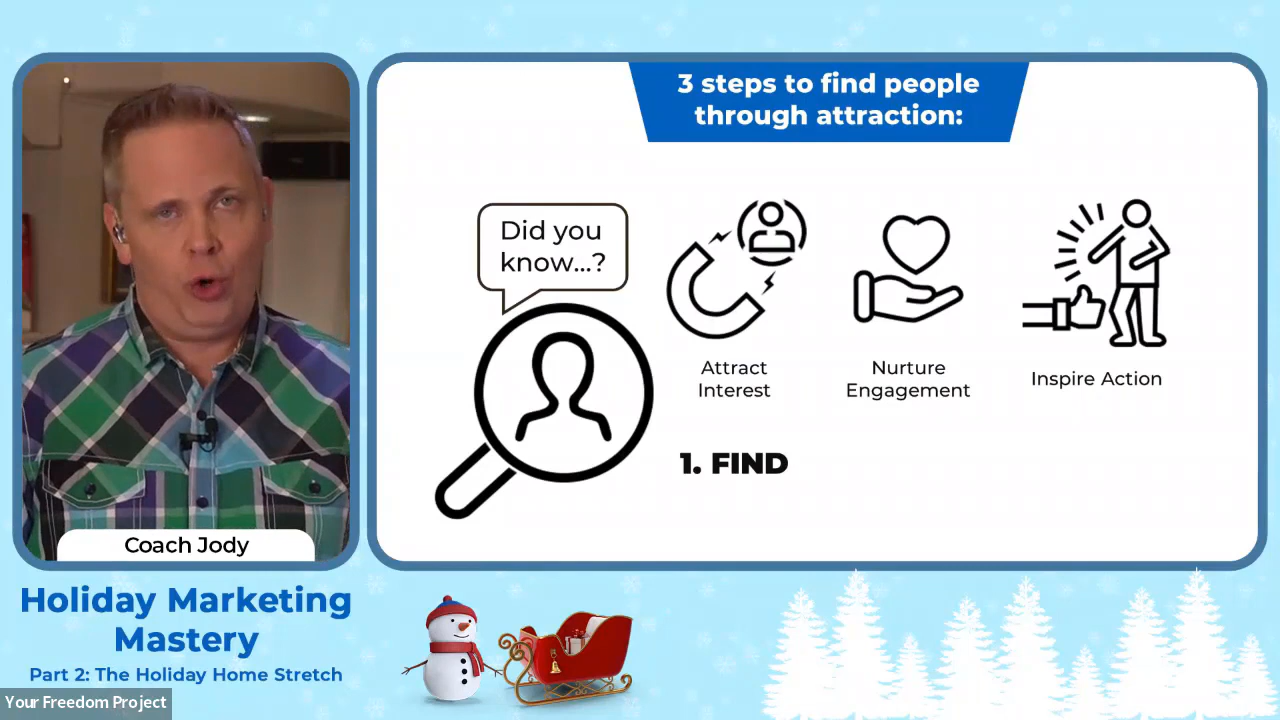 3 steps to find people
through attraction:
Did you
know...?
Attract
Interest
Nurture
Engagement
Inspire Action
1. FIND
Coach Jody
Holiday Marketing
Mastery
Part 2: The Holiday Home Stretch
Your Freedom Project